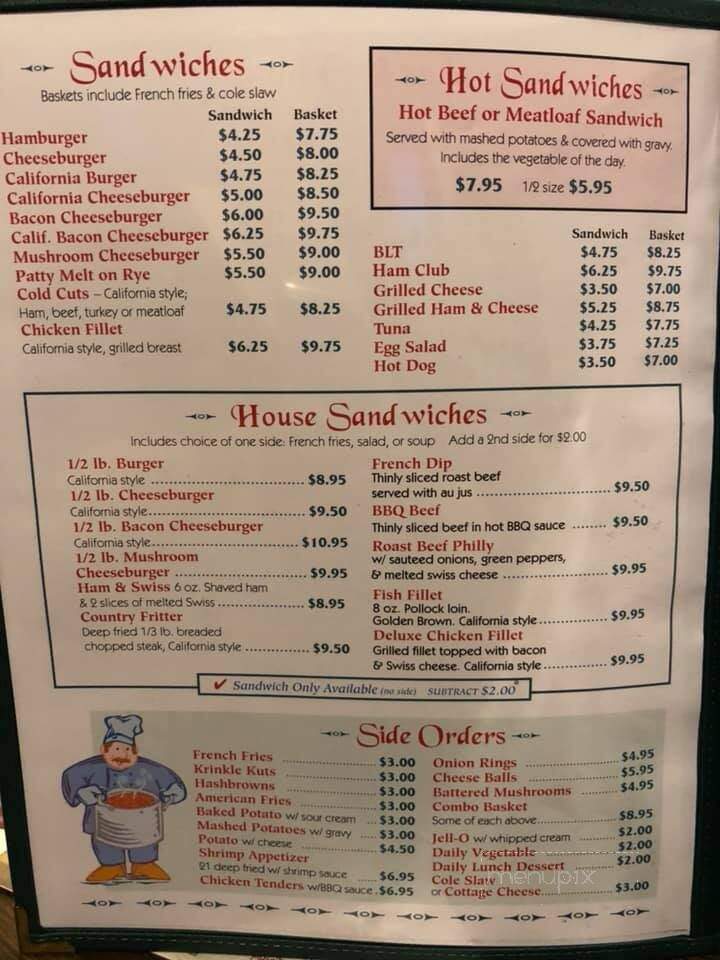 Sandwiches
Baskets include French fries & cole slaw
Sandwich Basket
Hamburger $4.25 $7.75
Cheeseburger $4.50 $8.00
California Burger $4.75 $8.25
California Cheeseburger $5.00 $8.50
Bacon Cheeseburger $6.00 $9.50
Calif. Bacon Cheeseburger $6.25 $9.75
Mushroom Cheeseburger $5.50 $9.00
Patty Melt on Rye $5.50 $9.00
Cold Cuts – California style;
Ham, beef, turkey or meatloaf $4.75 $8.25
Chicken Fillet
California style, grilled breast $6.25 $9.75
Hot Sandwiches
Hot Beef or Meatloaf Sandwich
Served with mashed potatoes & covered with gravy.
Includes the vegetable of the day.
$7.95 1/2 size $5.95
Sandwich Basket
BLT $4.75 $8.25
Ham Club $6.25 $9.75
Grilled Cheese $3.50 $7.00
Grilled Ham & Cheese $5.25 $8.75
Tuna $4.25 $7.75
Egg Salad $3.75 $7.25
Hot Dog $3.50 $7.00
House Sandwiches
Includes choice of one side: French fries, salad, or soup Add a 2nd side for $2.00
1/2 lb. Burger
California style ................................ $8.95
1/2 lb. Cheeseburger
California style................................. $9.50
1/2 lb. Bacon Cheeseburger
California style................................ $10.95
1/2 lb. Mushroom
Cheeseburger ........................... $9.95
Ham & Swiss 6 oz. Shaved ham
& 2 slices of melted Swiss .................. $8.95
Country Fritter
Deep fried 1/3 lb. breaded
chopped steak, California style .............. $9.50
French Dip
Thinly sliced roast beef
served with au jus ........................... $9.50
BBQ Beef
Thinly sliced beef in hot BBQ sauce ........ $9.50
Roast Beef Philly
w/ sauteed onions, green peppers,
& melted swiss cheese ...................... $9.95
Fish Fillet
8 oz. Pollock loin.
Golden Brown. California style............... $9.95
Deluxe Chicken Fillet
Grilled fillet topped with bacon
& Swiss cheese. California style.............. $9.95
✓ Sandwich Only Available (no side) SUBTRACT $2.00
Side Orders
French Fries ........................ $3.00
Krinkle Kuts ........................ $3.00
Hashbrowns ........................ $3.00
American Fries .................... $3.00
Baked Potato w/ sour cream ... $3.00
Mashed Potatoes w/ gravy .... $3.00
Potato w/ cheese .................. $4.50
Shrimp Appetizer
21 deep fried w/ shrimp sauce ....... $6.95
Chicken Tenders w/BBQ sauce . $6.95
Onion Rings ........................ $4.95
Cheese Balls ....................... $5.95
Battered Mushrooms ......... $4.95
Combo Basket
Some of each above................... $8.95
Jell-O w/ whipped cream .......... $2.00
Daily Vegetable ................... $2.00
Daily Lunch Dessert ............ $2.00
Cole Slaw
or Cottage Cheese................ $3.00
menupix